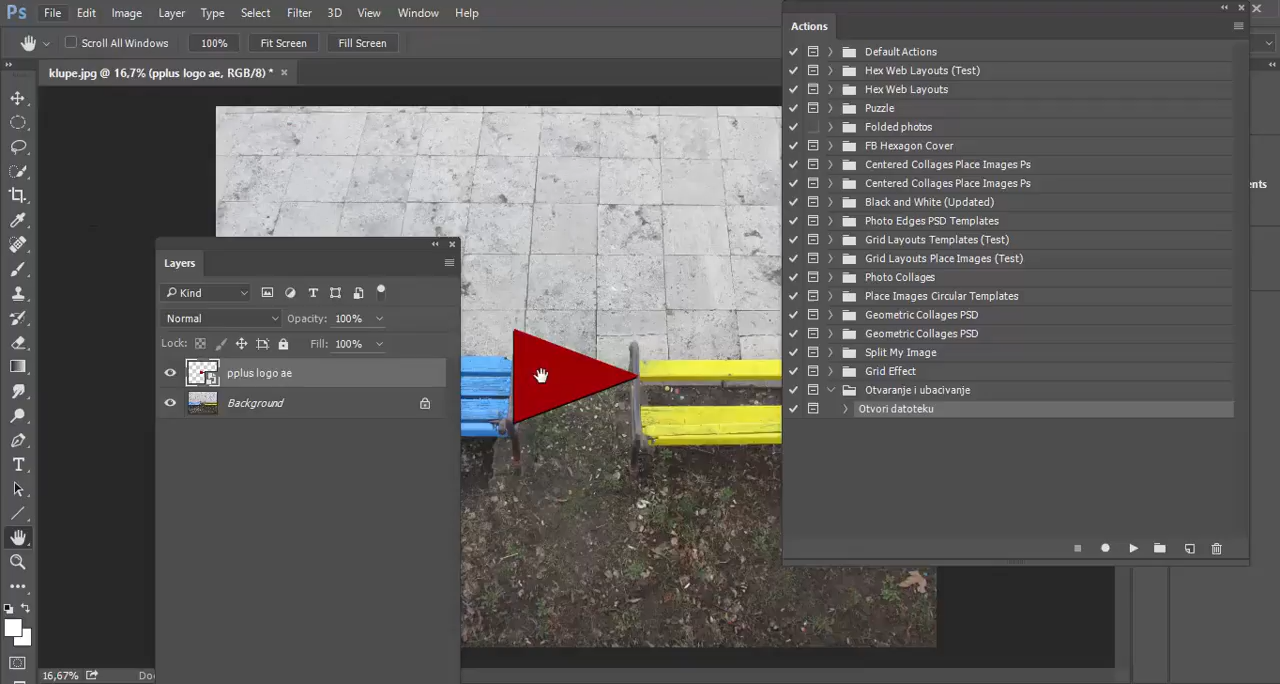 Ps File Edit Image Layer Type Select Filter 3D View Window Help
Scroll All Windows 100% Fit Screen Fill Screen
klupe.jpg @ 16,7% (pplus logo ae, RGB/8) * ×
Layers
Kind
Normal Opacity: 100%
Lock: Fill: 100%
pplus logo ae
Background
16,67% Do
Actions
Default Actions
Hex Web Layouts (Test)
Hex Web Layouts
Puzzle
Folded photos
FB Hexagon Cover
Centered Collages Place Images Ps
Centered Collages Place Images Ps
Black and White (Updated)
Photo Edges PSD Templates
Grid Layouts Templates (Test)
Grid Layouts Place Images (Test)
Photo Collages
Place Images Circular Templates
Geometric Collages PSD
Geometric Collages PSD
Split My Image
Grid Effect
Otvaranje i ubacivanje
Otvori datoteku
ents